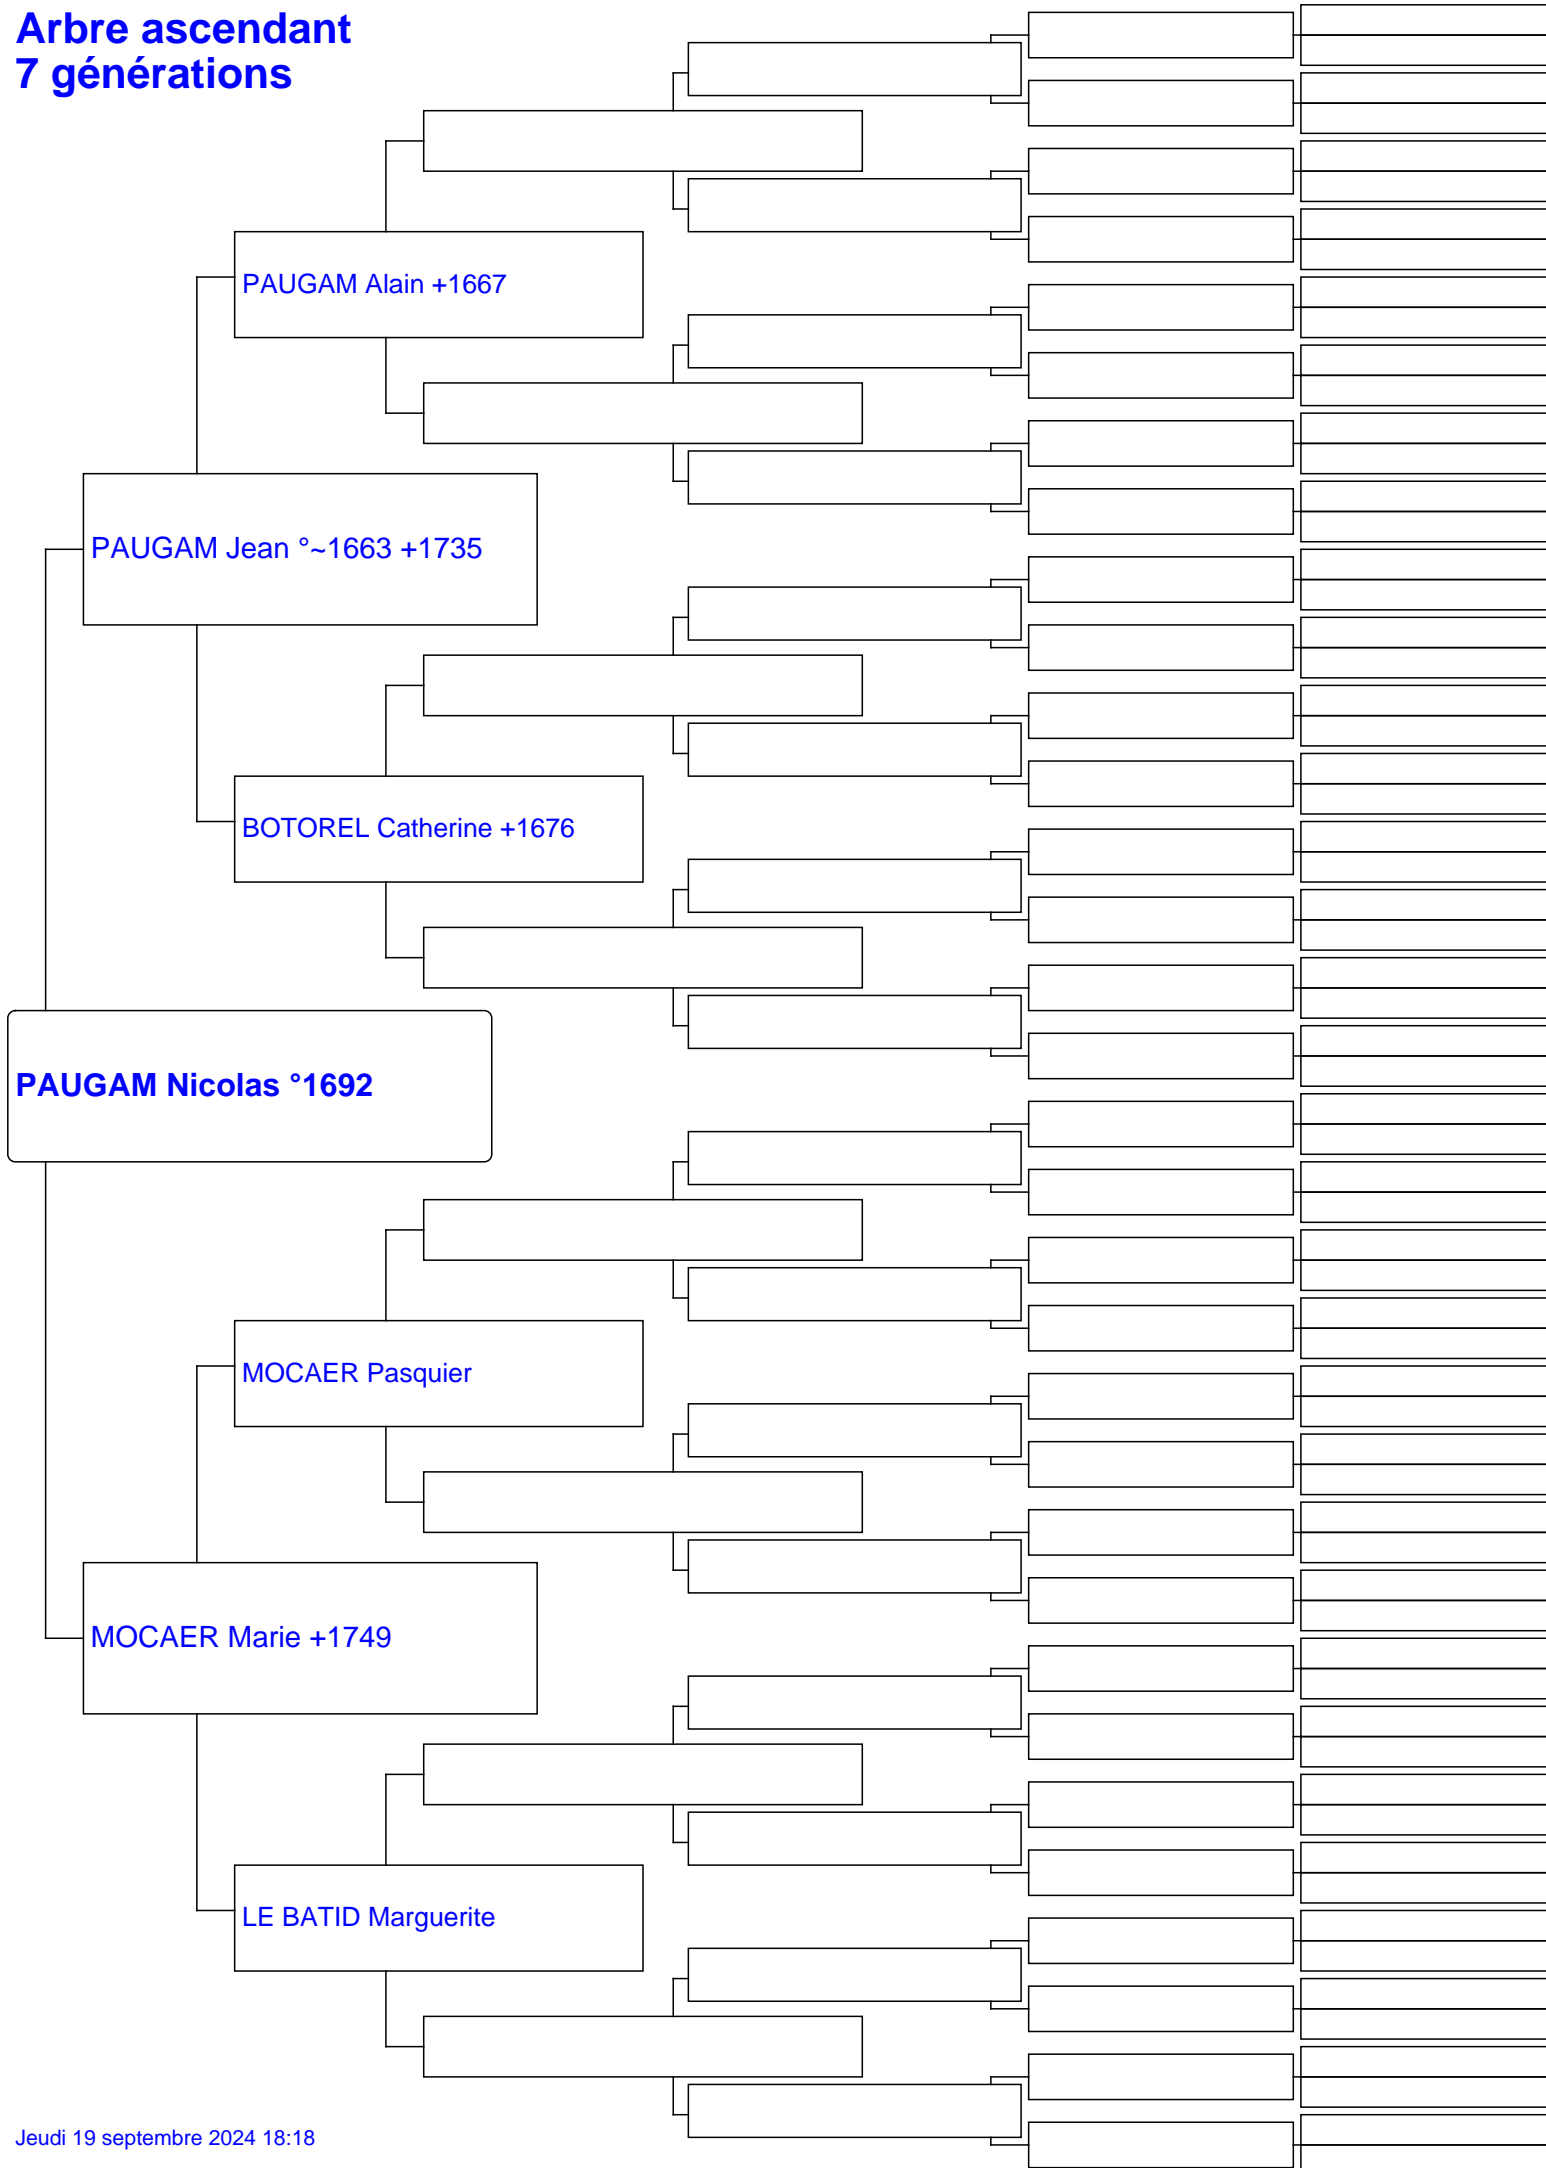 Arbre ascendant
7 générations
PAUGAM Alain +1667
PAUGAM Jean °~1663 +1735
BOTOREL Catherine +1676
PAUGAM Nicolas °1692
MOCAER Pasquier
MOCAER Marie +1749
LE BATID Marguerite
Jeudi 19 septembre 2024 18:18